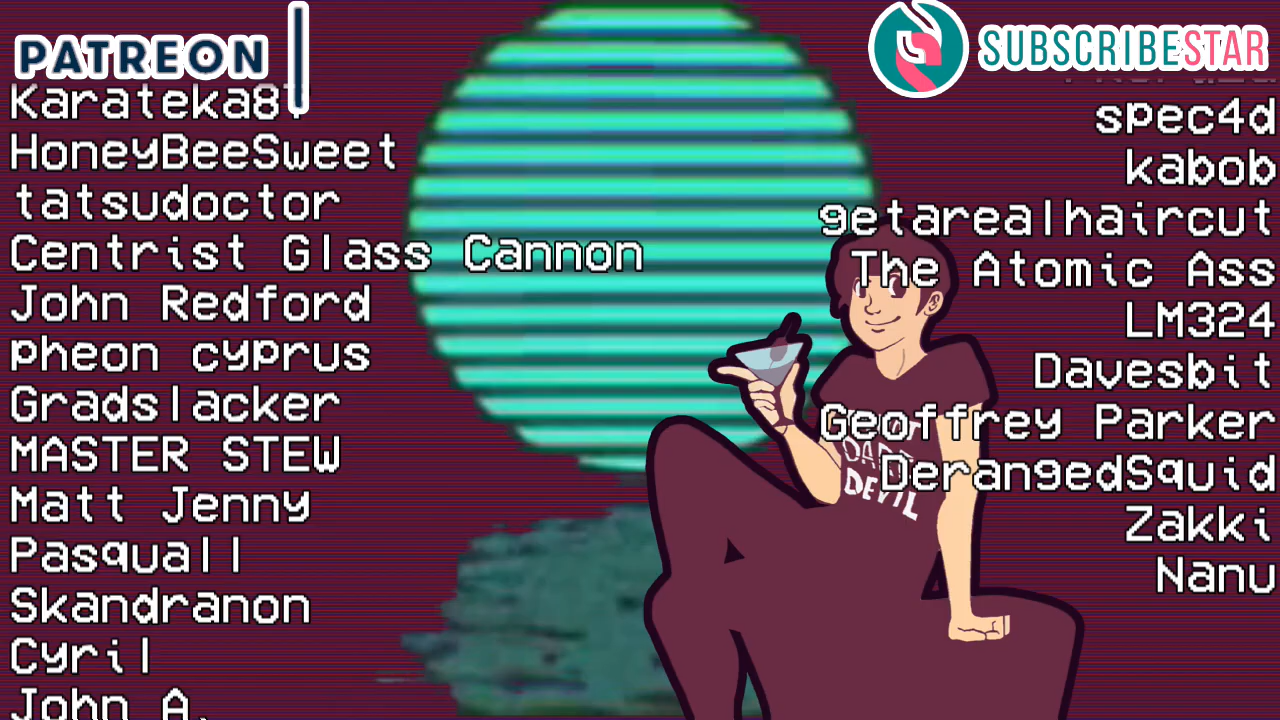 PATREON
Karateka87
HoneyBeeSweet
tatsudoctor
Centrist Glass Cannon
John Redford
pheon cyprus
Gradslacker
MASTER STEW
Matt Jenny
Pasquall
Skandranon
Cyril
John A.
SUBSCRIBESTAR
spec4d
kabob
getarealhaircut
The Atomic Ass
LM324
Davesbit
Geoffrey Parker
DerangedSquid
Zakki
Nanu
DEVIL